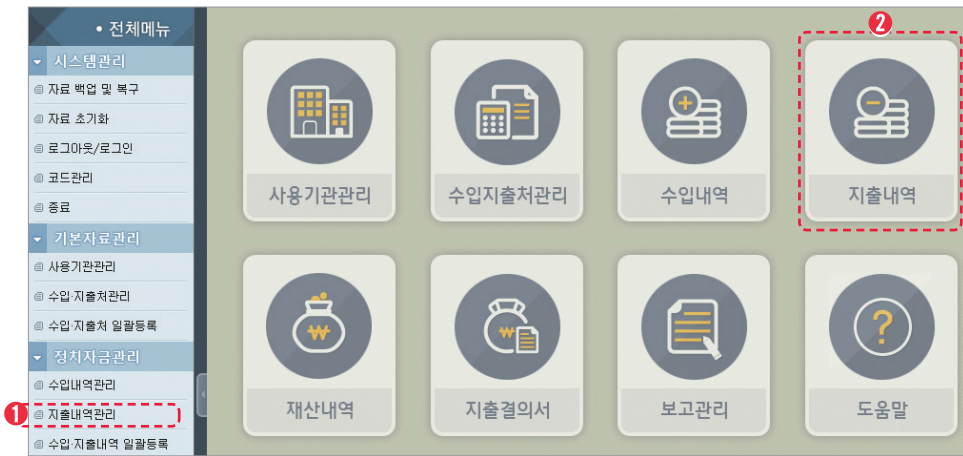 • 전체메뉴
시스템관리
자료 백업 및 복구
자료 초기화
로그아웃/로그인
코드관리
종료
기본자료관리
사용기관관리
수입·지출처관리
수입·지출처 일괄등록
정치자금관리
수입내역관리
1 지출내역관리
수입·지출내역 일괄등록
2
사용기관관리
수입지출처관리
수입내역
지출내역
재산내역
지출결의서
보고관리
도움말